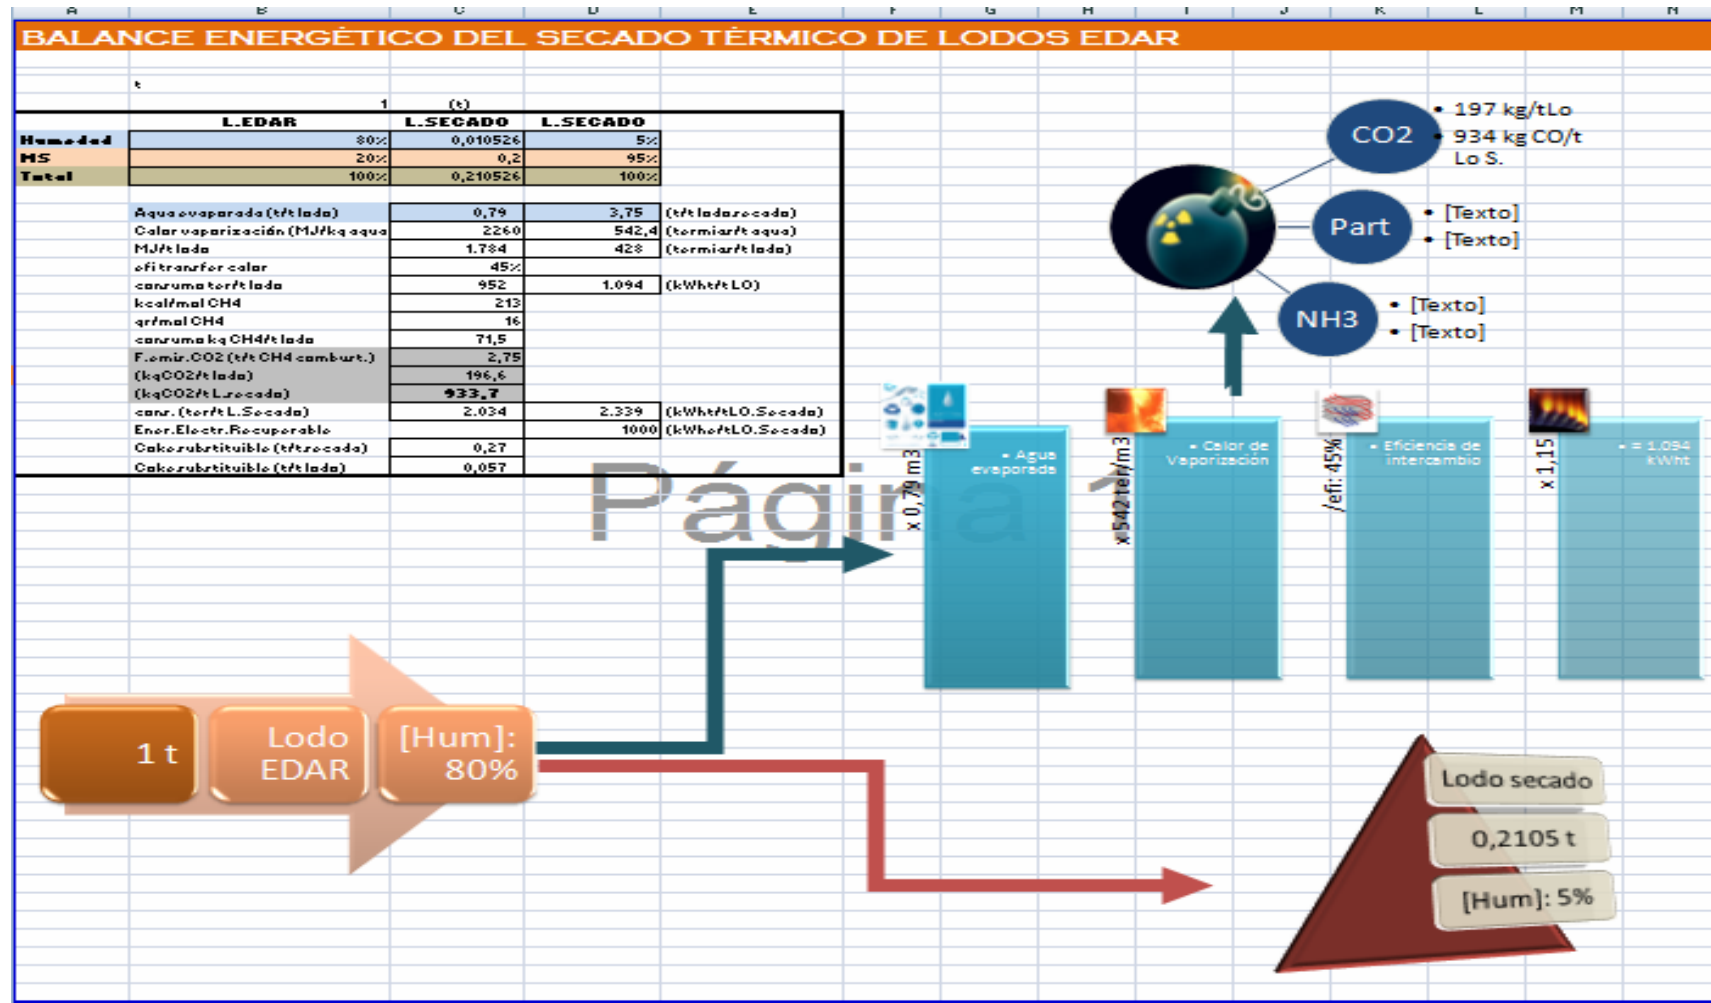 A B C D E F G H I J K L M N
BALANCE ENERGÉTICO DEL SECADO TÉRMICO DE LODOS EDAR
t
1 (t)
L.EDAR L.SECADO L.SECADO
Humedad 80% 0,010526 5%
MS 20% 0,2 95%
Total 100% 0,210526 100%
Agua evaporada (t/t lodo) 0,79 3,75 (t/t lodo secado)
Calor vaporización (MJ/kg agua 2260 542,4 (termias/t agua)
MJ/t lodo 1.784 428 (termias/t lodo)
efi transfer calor 45%
consumo ter/t lodo 952 1.094 (kWht/t LO)
kcal/mol CH4 213
gr/mol CH4 16
consumo kg CH4/t lodo 71,5
F.emis.CO2 (t/t CH4 combust.) 2,75
(kgCO2/t lodo) 196,6
(kgCO2/t L.secado) 933,7
cons. (ter/t L.Secado) 2.034 2.339 (kWht/tLO.Secado)
Ener.Electr.Recuperable 1000 (kWhe/tLO.Secado)
Coke substituible (t/t secado) 0,27
Coke substituible (t/t lodo) 0,057
CO2
• 197 kg/tLo
• 934 kg CO/t
Lo S.
Part
• [Texto]
• [Texto]
NH3
• [Texto]
• [Texto]
Página 1
x 0,79 m3
• Agua
evaporada
x 542 ter/m3
• Calor de
Vaporización
/efi: 45%
• Eficiencia de
intercambio
x 1,15
• = 1.094
kWht
1 t
Lodo
EDAR
[Hum]:
80%
Lodo secado
0,2105 t
[Hum]: 5%